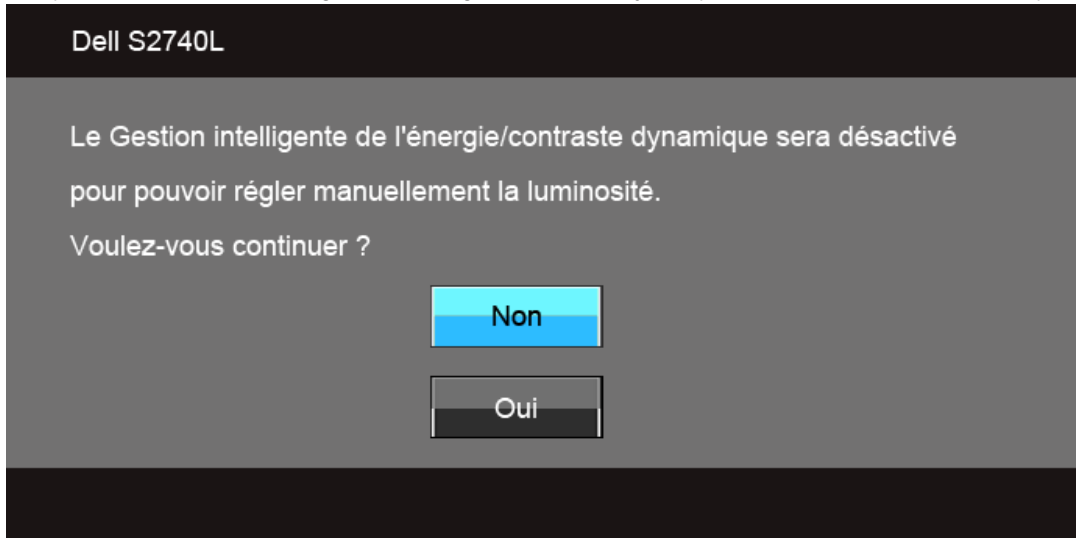 Dell S2740L
Le Gestion intelligente de l'énergie/contraste dynamique sera désactivé
pour pouvoir régler manuellement la luminosité.
Voulez-vous continuer ?
Non
Oui